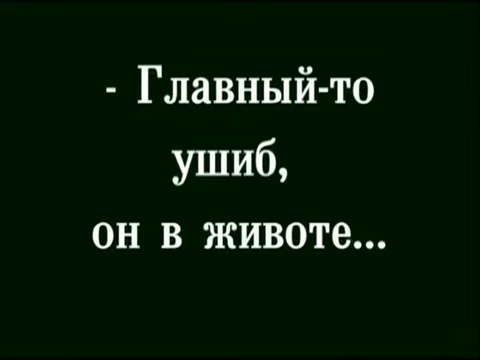 - Главный-то
ушиб,
он в животе...